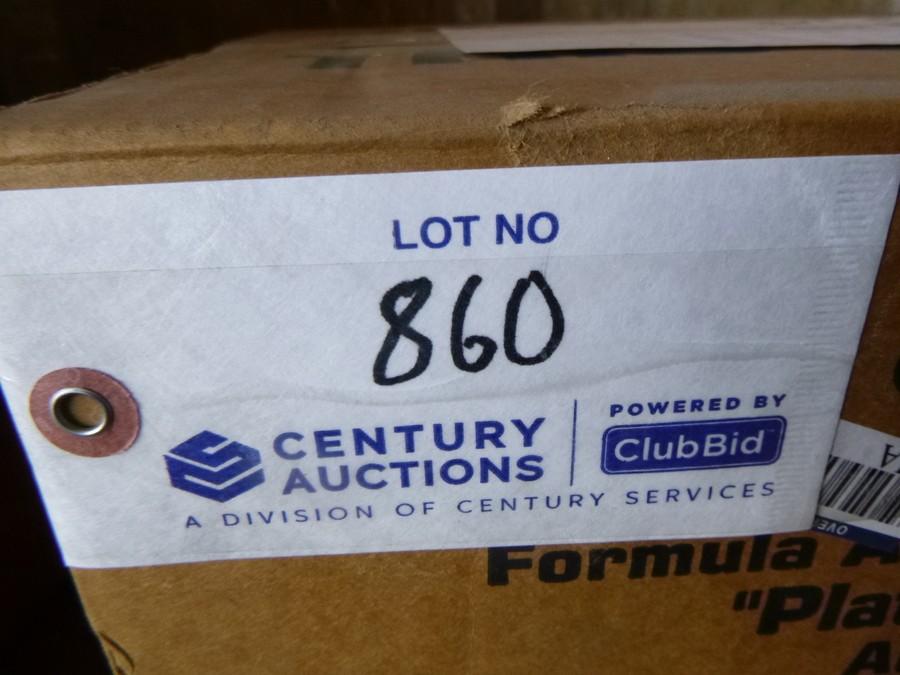 LOT NO
860
CENTURY
AUCTIONS
POWERED BY
ClubBid
A DIVISION OF CENTURY SERVICES
Formula
"Pla